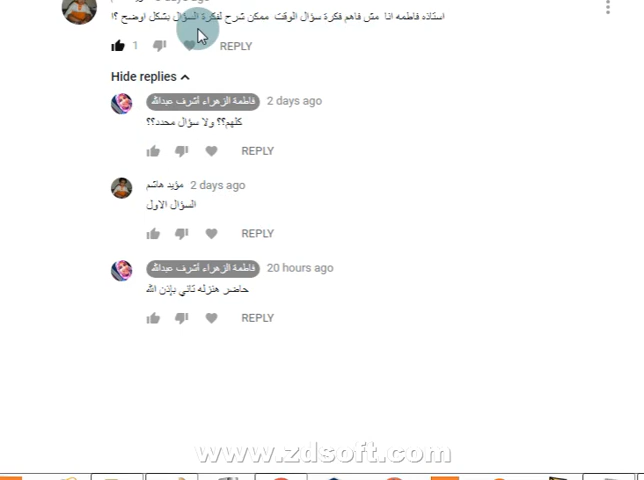 استاذه فاطمه انا مش فاهم فكرة سؤال الوقت ممكن شرح لفكرة السؤال بشكل اوضح ؟ا
1 REPLY
Hide replies
فاطمة الزهراء أشرف عبدالله 2 days ago
كلهم؟؟ ولا سؤال محدد؟؟
REPLY
مؤيد هاشم 2 days ago
السؤال الاول
REPLY
فاطمة الزهراء أشرف عبدالله 20 hours ago
حاضر هنزله تاني بإذن الله
REPLY
www.zdsoft.com